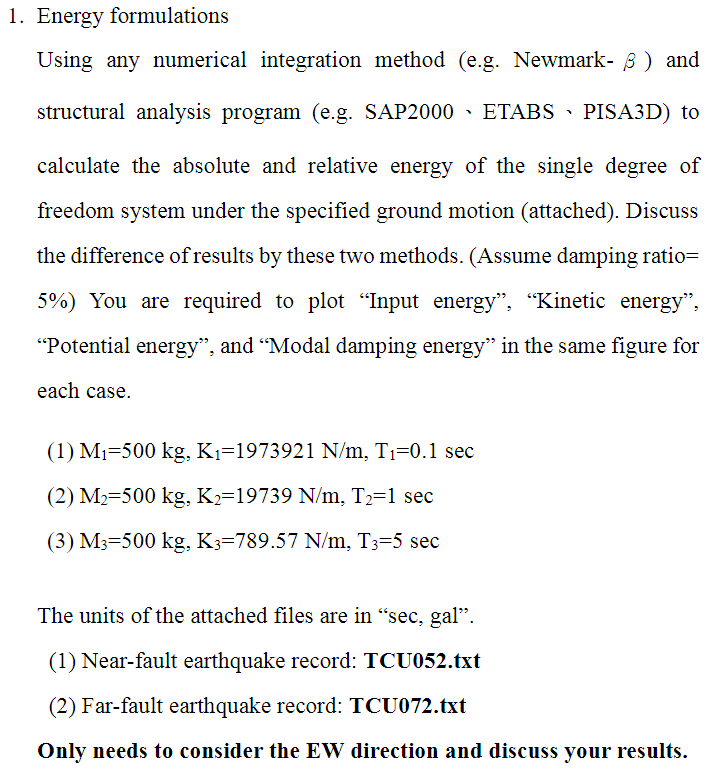 1. Energy formulations
Using any numerical integration method (e.g. Newmark- β ) and
structural analysis program (e.g. SAP2000、ETABS、PISA3D) to
calculate the absolute and relative energy of the single degree of
freedom system under the specified ground motion (attached). Discuss
the difference of results by these two methods. (Assume damping ratio=
5%) You are required to plot “Input energy”, “Kinetic energy”,
“Potential energy”, and “Modal damping energy” in the same figure for
each case.
(1) M₁=500 kg, K₁=1973921 N/m, T₁=0.1 sec
(2) M₂=500 kg, K₂=19739 N/m, T₂=1 sec
(3) M₃=500 kg, K₃=789.57 N/m, T₃=5 sec
The units of the attached files are in “sec, gal”.
(1) Near-fault earthquake record: TCU052.txt
(2) Far-fault earthquake record: TCU072.txt
Only needs to consider the EW direction and discuss your results.